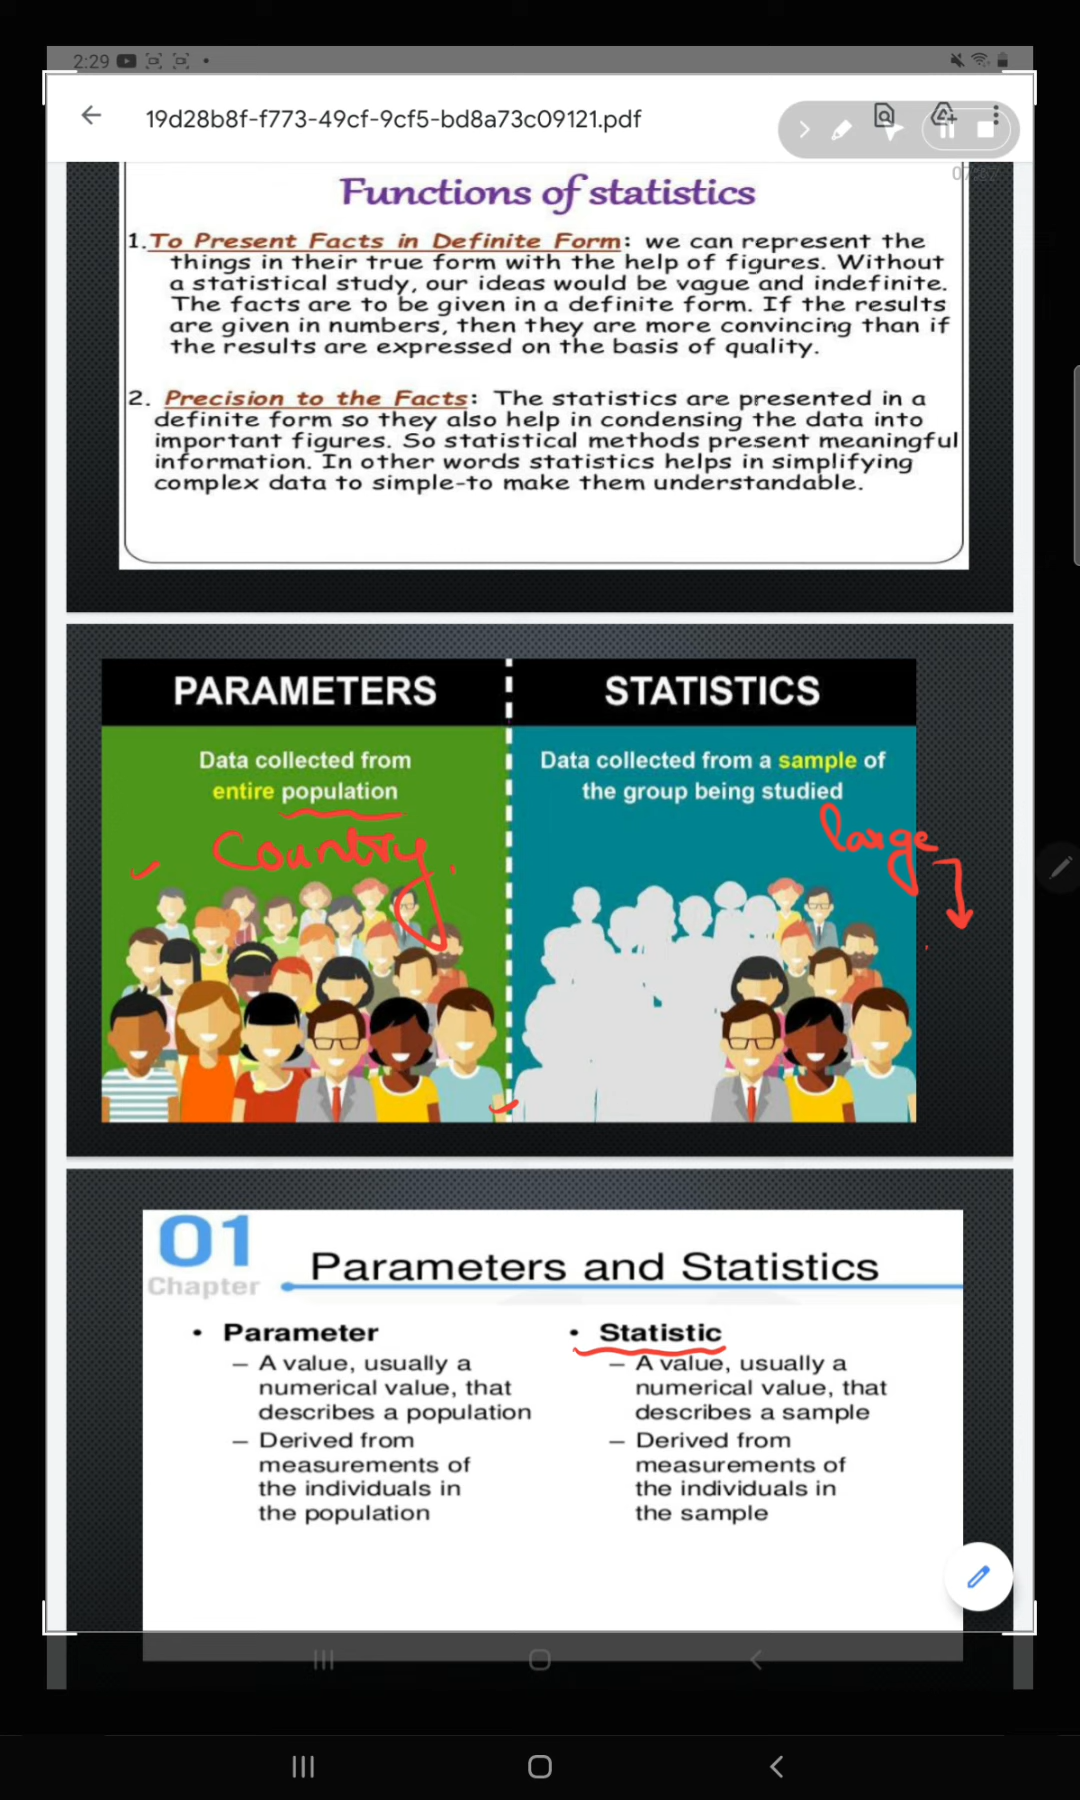 2:29
19d28b8f-f773-49cf-9cf5-bd8a73c09121.pdf
Functions of statistics
1.To Present Facts in Definite Form: we can represent the
things in their true form with the help of figures. Without
a statistical study, our ideas would be vague and indefinite.
The facts are to be given in a definite form. If the results
are given in numbers, then they are more convincing than if
the results are expressed on the basis of quality.
2. Precision to the Facts: The statistics are presented in a
definite form so they also help in condensing the data into
important figures. So statistical methods present meaningful
information. In other words statistics helps in simplifying
complex data to simple-to make them understandable.
PARAMETERS
Data collected from
entire population
Country.
STATISTICS
Data collected from a sample of
the group being studied
large
01
Chapter
Parameters and Statistics
• Parameter
– A value, usually a
numerical value, that
describes a population
– Derived from
measurements of
the individuals in
the population
• Statistic
– A value, usually a
numerical value, that
describes a sample
– Derived from
measurements of
the individuals in
the sample